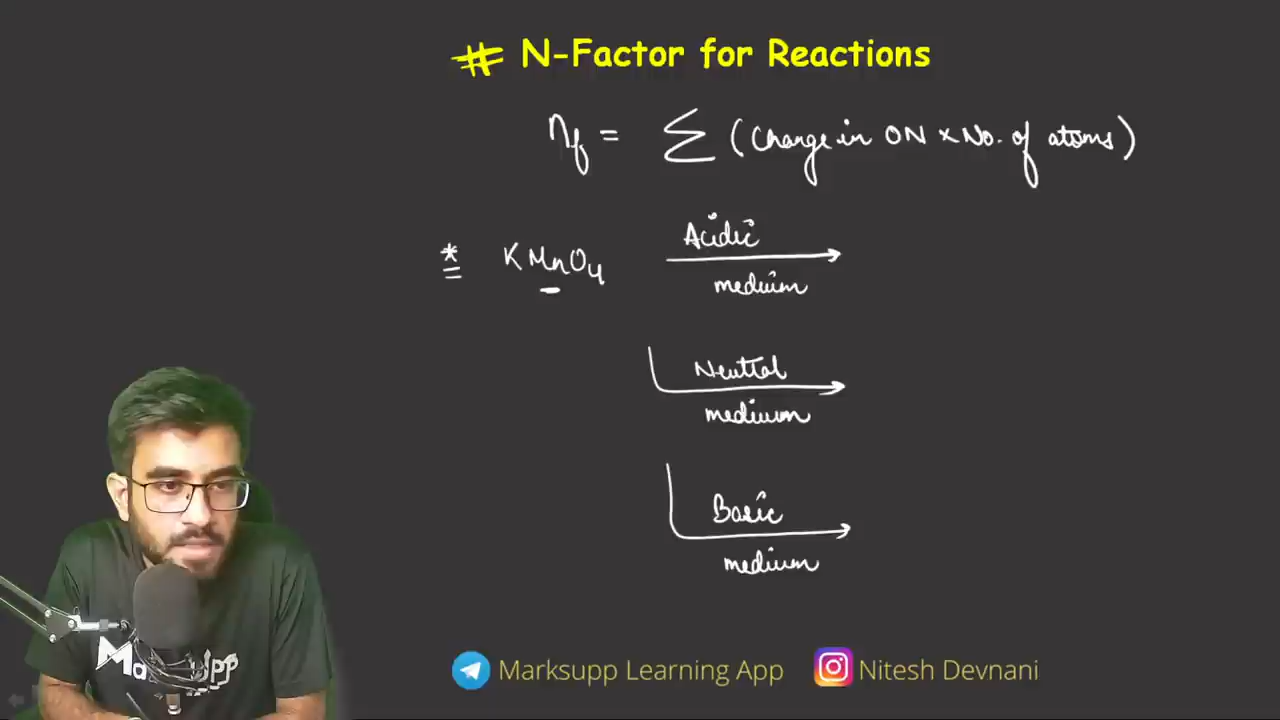 # N-Factor for Reactions
nf = Σ (Change in ON x No. of atoms)
* KMnO4 Acidic
medium
Neutral
medium
Basic
medium
Marksupp Learning App Nitesh Devnani